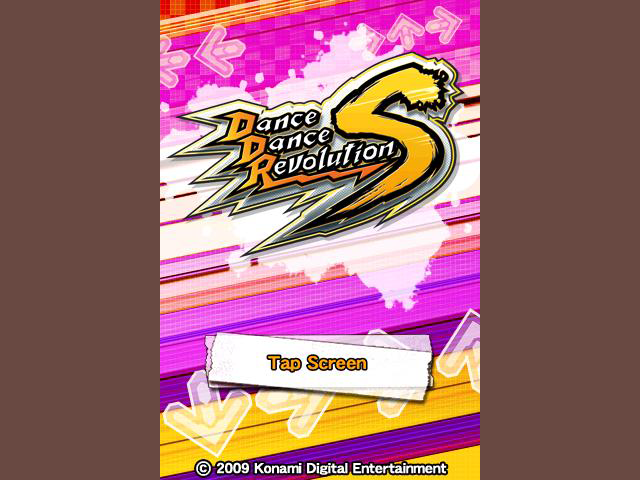 Dance
Dance
Revolution S
Tap Screen
© 2009 Konami Digital Entertainment